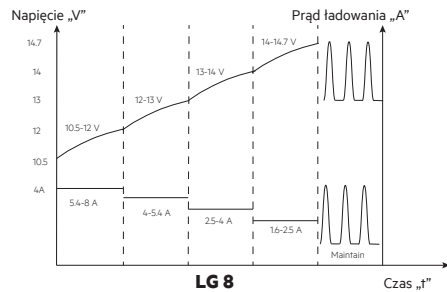 Napięcie „V”
Prąd ładowania „A”
14.7
14
13
12
10.5
4A
10.5-12 V
12-13 V
13-14 V
14-14.7 V
5.4-8 A
4-5.4 A
2.5-4 A
1.6-2.5 A
Maintain
LG 8
Czas „t”